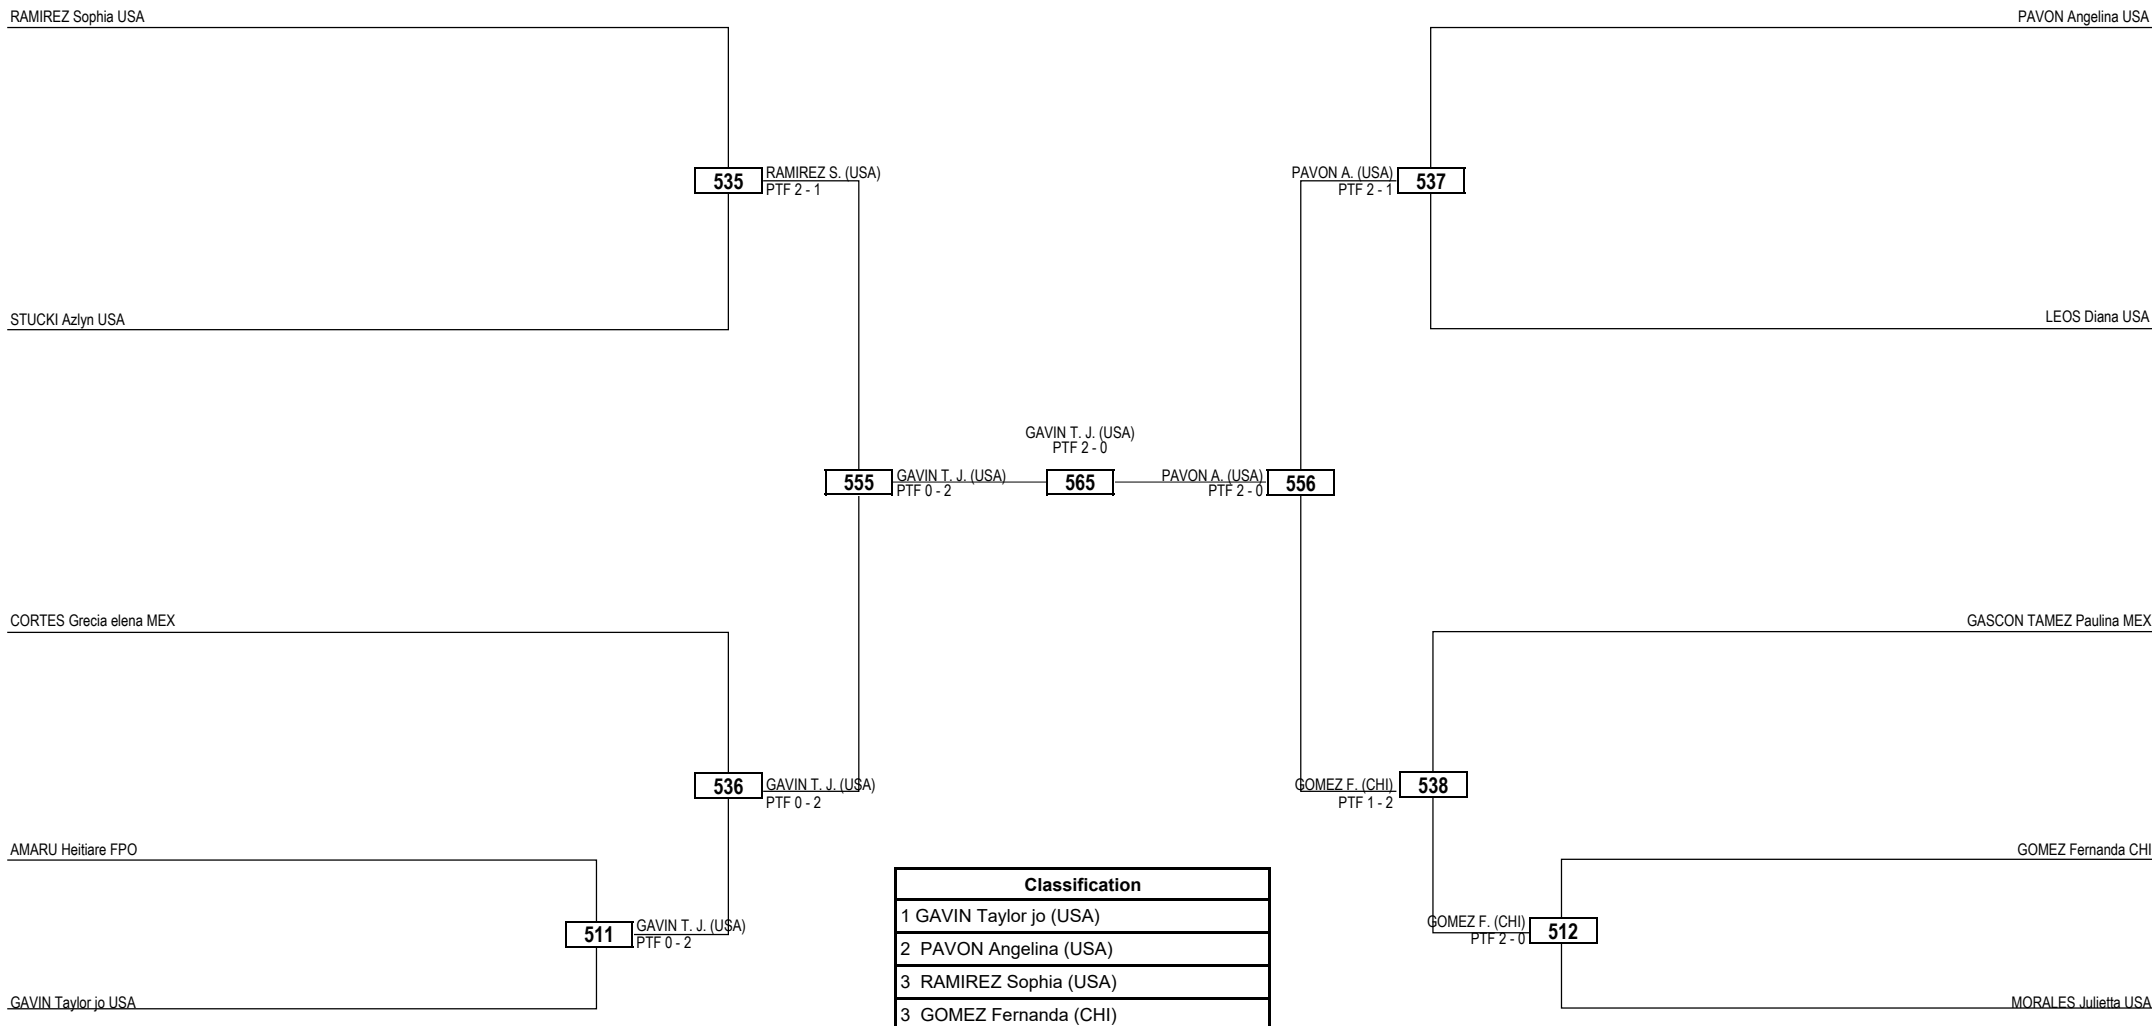 RAMIREZ Sophia USA
PAVON Angelina USA
535
RAMIREZ S. (USA)
PTF 2 - 1
PAVON A. (USA)
PTF 2 - 1
537
STUCKI Azlyn USA
LEOS Diana USA
GAVIN T. J. (USA)
PTF 2 - 0
555
GAVIN T. J. (USA)
PTF 0 - 2
565
PAVON A. (USA)
PTF 2 - 0
556
CORTES Grecia elena MEX
GASCON TAMEZ Paulina MEX
536
GAVIN T. J. (USA)
PTF 0 - 2
GOMEZ F. (CHI)
PTF 1 - 2
538
AMARU Heitiare FPO
GOMEZ Fernanda CHI
511
GAVIN T. J. (USA)
PTF 0 - 2
GOMEZ F. (CHI)
PTF 2 - 0
512
GAVIN Taylor jo USA
MORALES Julietta USA
Classification
1 GAVIN Taylor jo (USA)
2 PAVON Angelina (USA)
3 RAMIREZ Sophia (USA)
3 GOMEZ Fernanda (CHI)